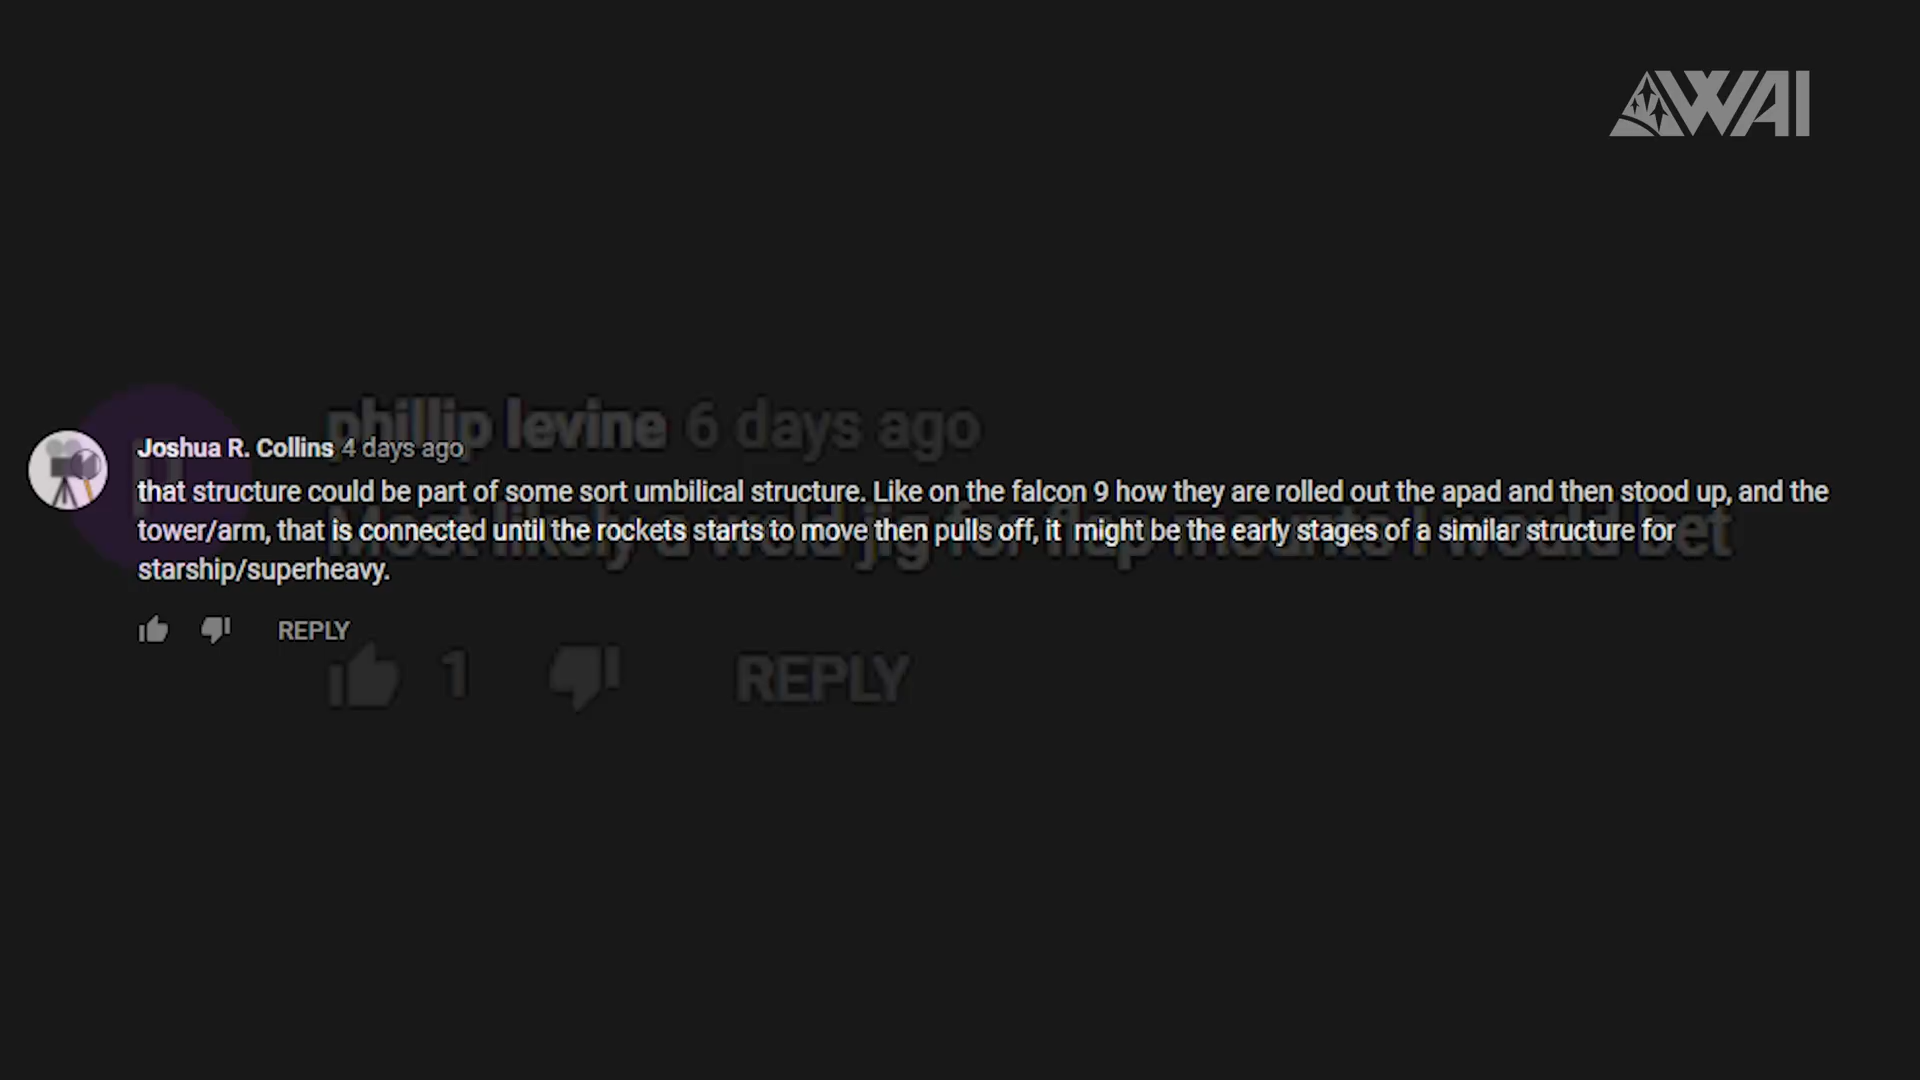 WAI
phillip levine 6 days ago
Most likely a weld jig for flap mounts I would bet
1
REPLY
Joshua R. Collins 4 days ago
that structure could be part of some sort umbilical structure. Like on the falcon 9 how they are rolled out the apad and then stood up, and the
tower/arm, that is connected until the rockets starts to move then pulls off, it  might be the early stages of a similar structure for
starship/superheavy.
REPLY